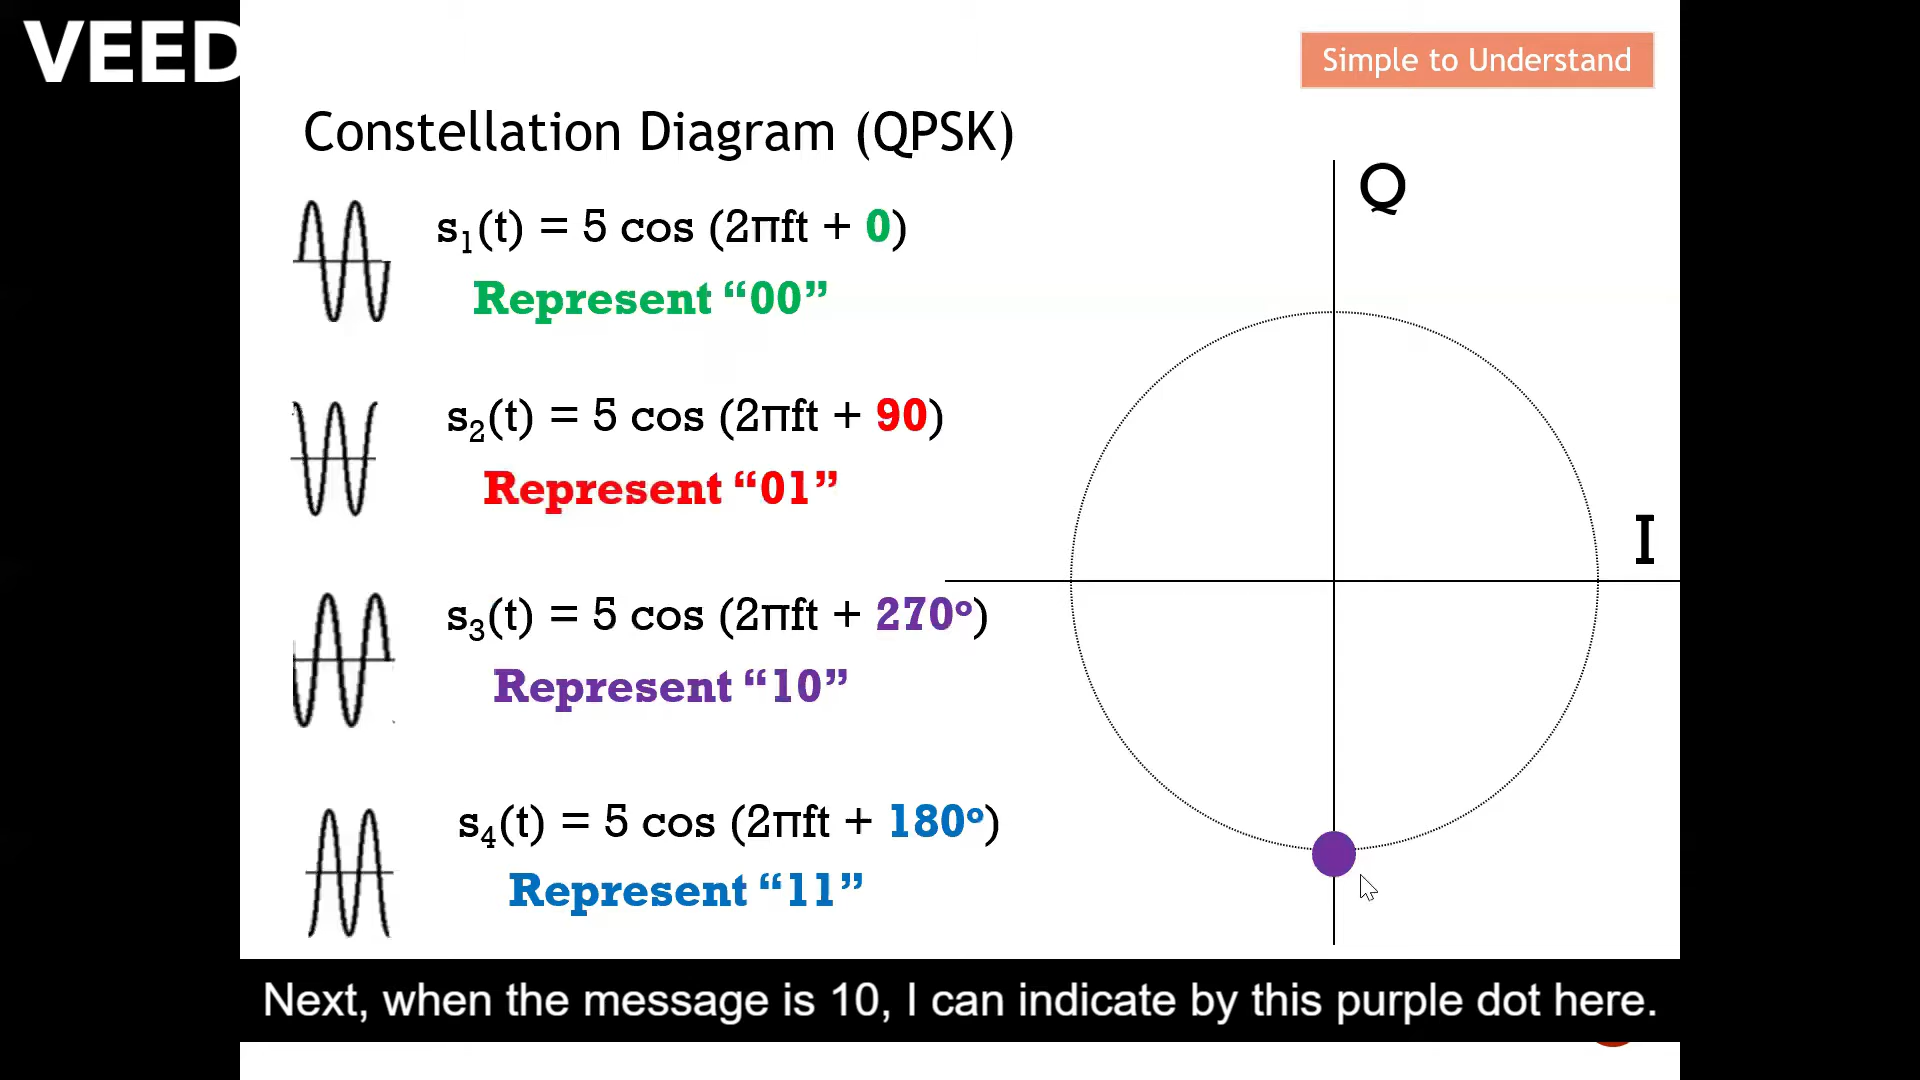 VEED
Simple to Understand
Constellation Diagram (QPSK)
Q
s₁(t) = 5 cos (2πft + 0)
Represent “00”
s₂(t) = 5 cos (2πft + 90)
Represent “01”
I
s₃(t) = 5 cos (2πft + 270°)
Represent “10”
s₄(t) = 5 cos (2πft + 180°)
Represent “11”
Next, when the message is 10, I can indicate by this purple dot here.